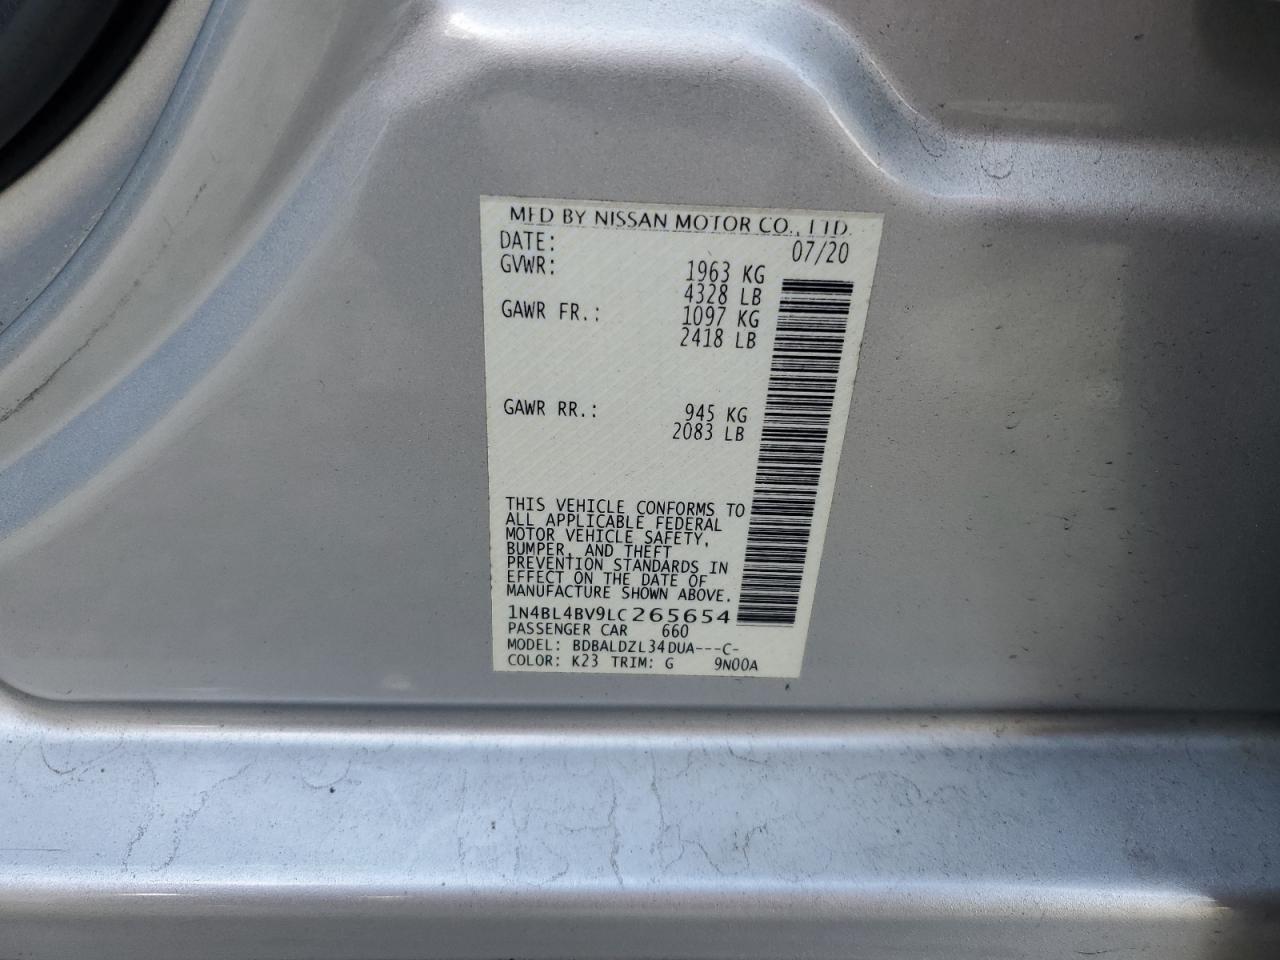 MFD BY NISSAN MOTOR CO., LTD.
DATE: 07/20
GVWR: 1963 KG
4328 LB
GAWR FR.: 1097 KG
2418 LB
GAWR RR.: 945 KG
2083 LB
THIS VEHICLE CONFORMS TO
ALL APPLICABLE FEDERAL
MOTOR VEHICLE SAFETY,
BUMPER, AND THEFT
PREVENTION STANDARDS IN
EFFECT ON THE DATE OF
MANUFACTURE SHOWN ABOVE.
1N4BL4BV9LC265654
PASSENGER CAR 660
MODEL: BDBALDZL34DUA---C-
COLOR: K23 TRIM: G 9N00A